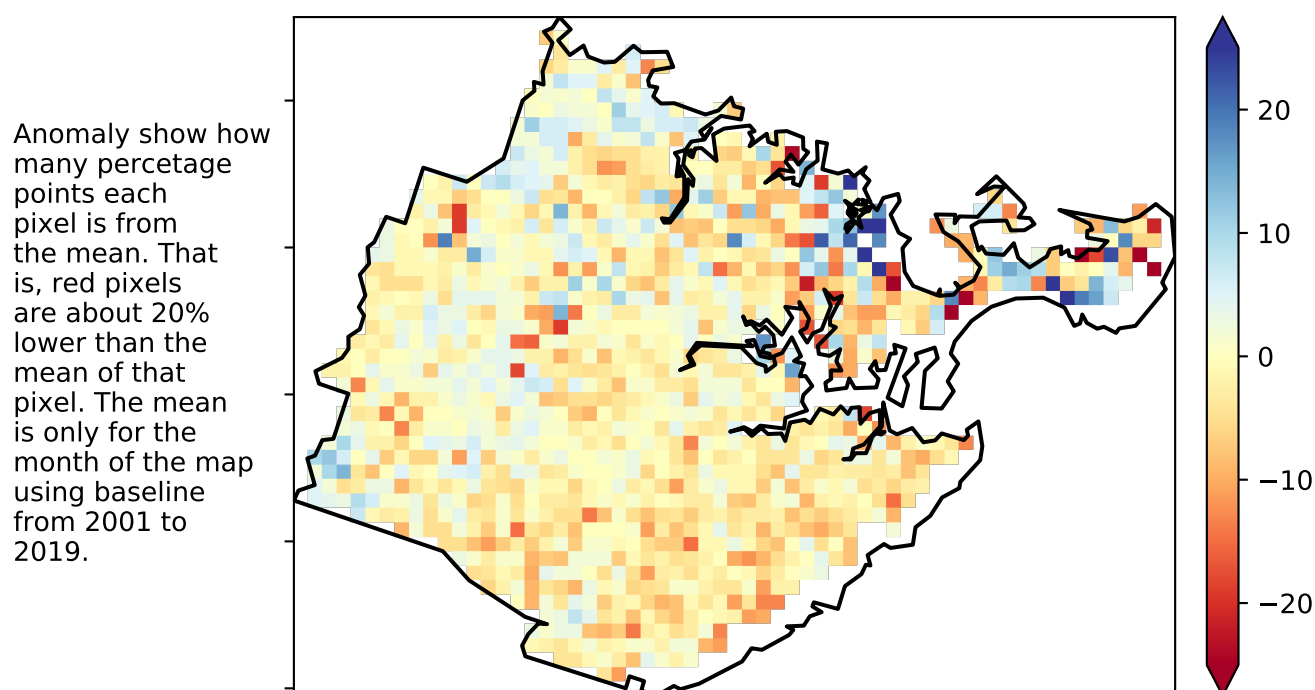 Anomaly show how
many percetage
points each
pixel is from
the mean. That
is, red pixels
are about 20%
lower than the
mean of that
pixel. The mean
is only for the
month of the map
using baseline
from 2001 to
2019.
20
10
0
−10
−20